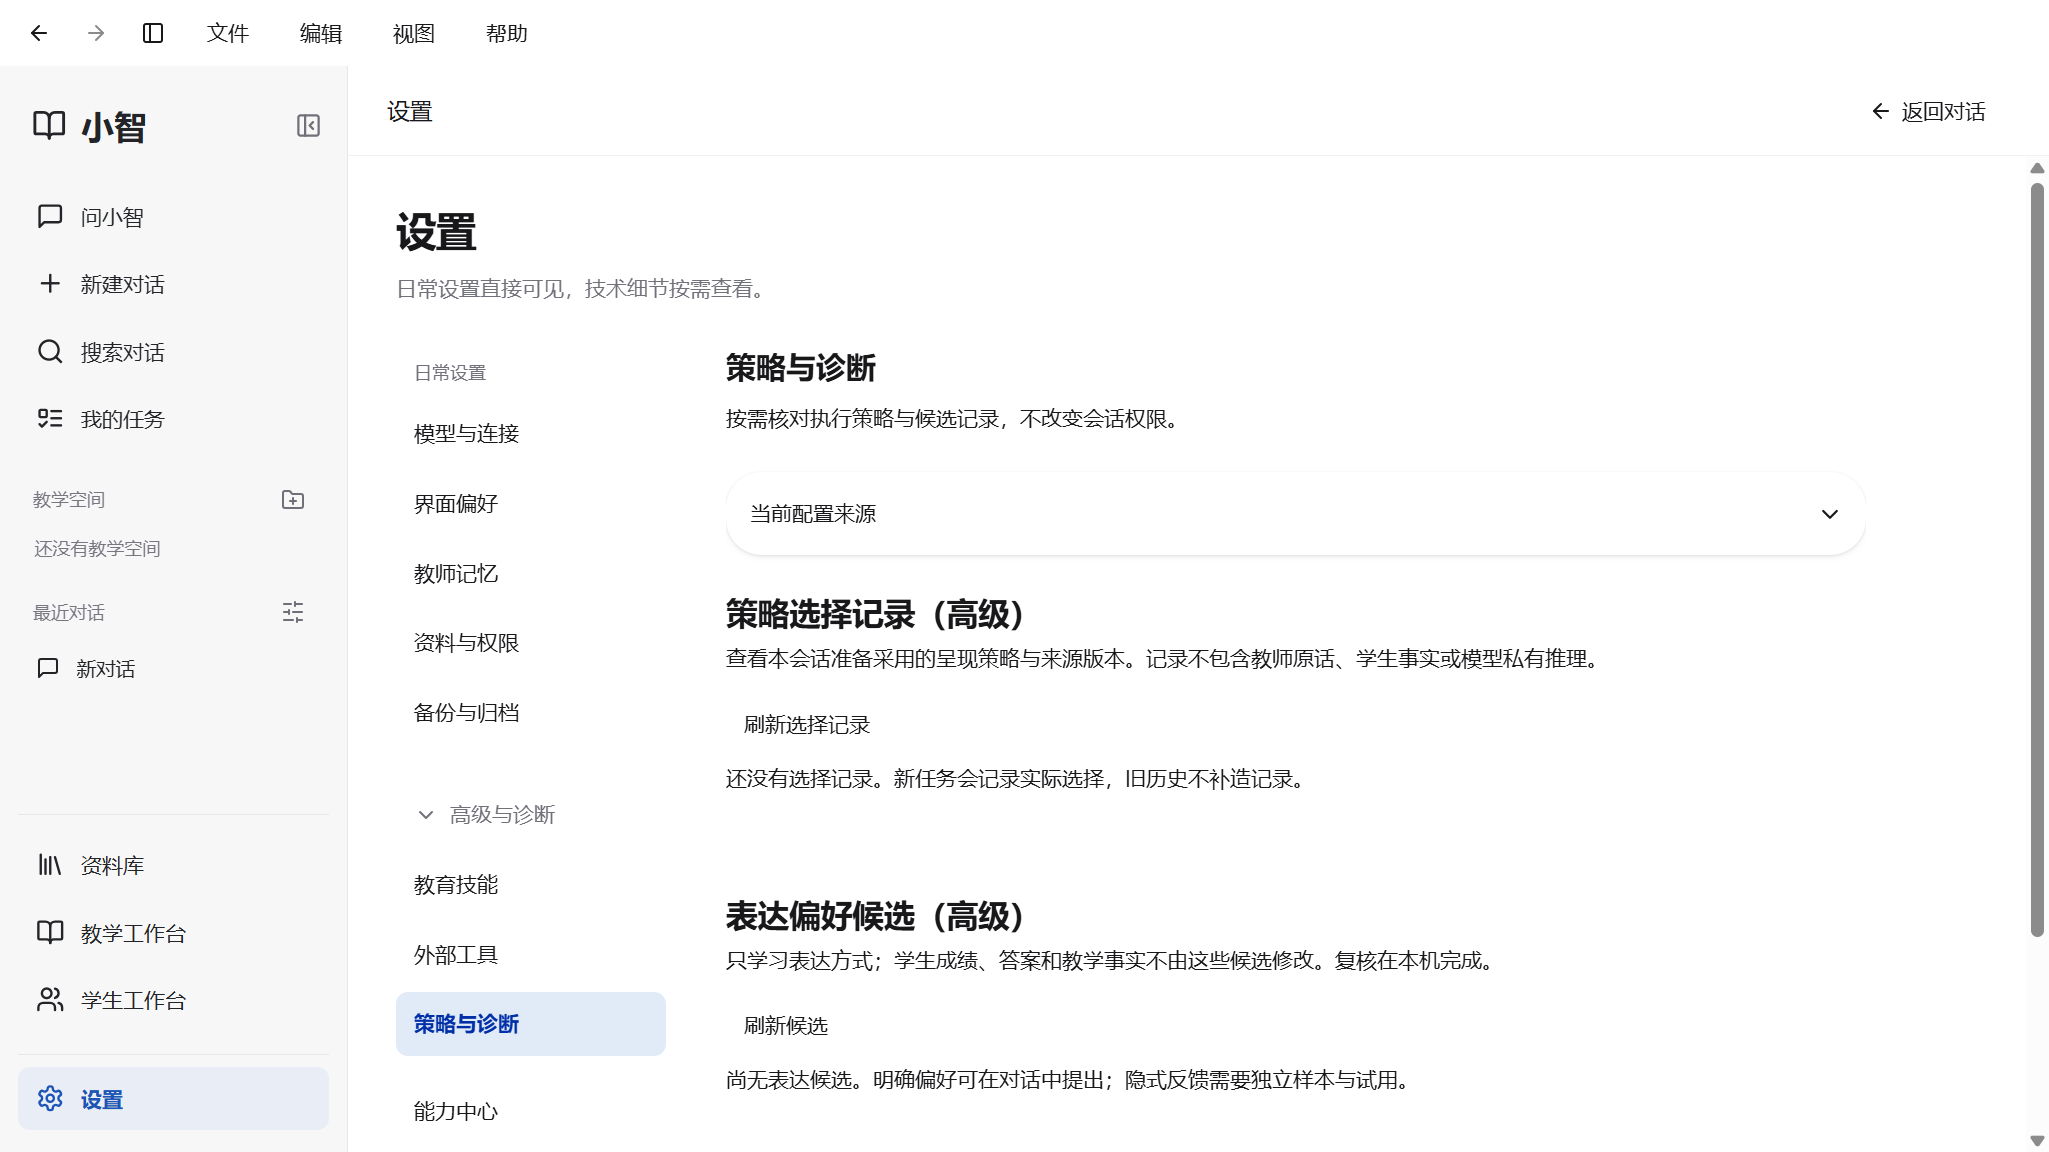 文件 编辑 视图 帮助
小智
问小智
新建对话
搜索对话
我的任务
教学空间
还没有教学空间
最近对话
新对话
资料库
教学工作台
学生工作台
设置
设置
返回对话
设置
日常设置直接可见，技术细节按需查看。
日常设置
模型与连接
界面偏好
教师记忆
资料与权限
备份与归档
高级与诊断
教育技能
外部工具
策略与诊断
能力中心
策略与诊断
按需核对执行策略与候选记录，不改变会话权限。
当前配置来源
策略选择记录（高级）
查看本会话准备采用的呈现策略与来源版本。记录不包含教师原话、学生事实或模型私有推理。
刷新选择记录
还没有选择记录。新任务会记录实际选择，旧历史不补造记录。
表达偏好候选（高级）
只学习表达方式；学生成绩、答案和教学事实不由这些候选修改。复核在本机完成。
刷新候选
尚无表达候选。明确偏好可在对话中提出；隐式反馈需要独立样本与试用。